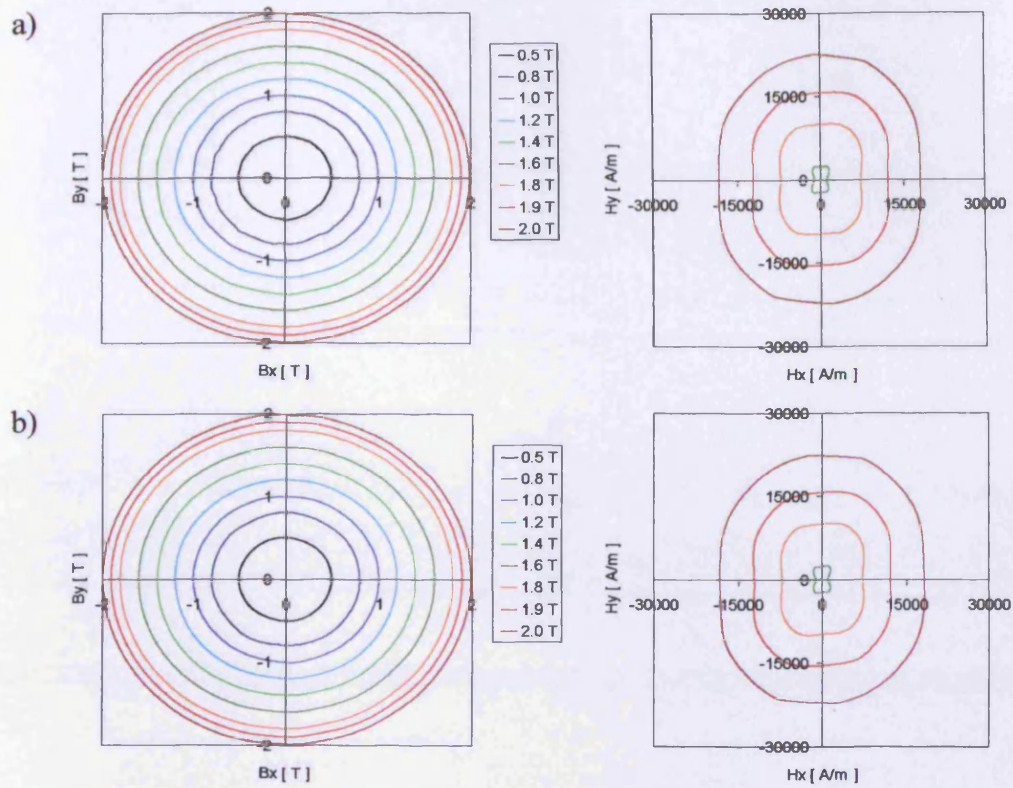 a)
2
1
0
-1
-2
-2
-1
0
1
2
By [ T ]
Bx [ T ]
0.5 T
0.8 T
1.0 T
1.2 T
1.4 T
1.6 T
1.8 T
1.9 T
2.0 T
30000
15000
0
-15000
-30000
-30000
-15000
0
15000
30000
Hy [ A/m ]
Hx [ A/m ]
b)
2
1
0
-1
-2
-2
-1
0
1
2
By [ T ]
Bx [ T ]
0.5 T
0.8 T
1.0 T
1.2 T
1.4 T
1.6 T
1.8 T
1.9 T
2.0 T
30000
15000
0
-15000
-30000
-30000
-15000
0
15000
30000
Hy [ A/m ]
Hx [ A/m ]